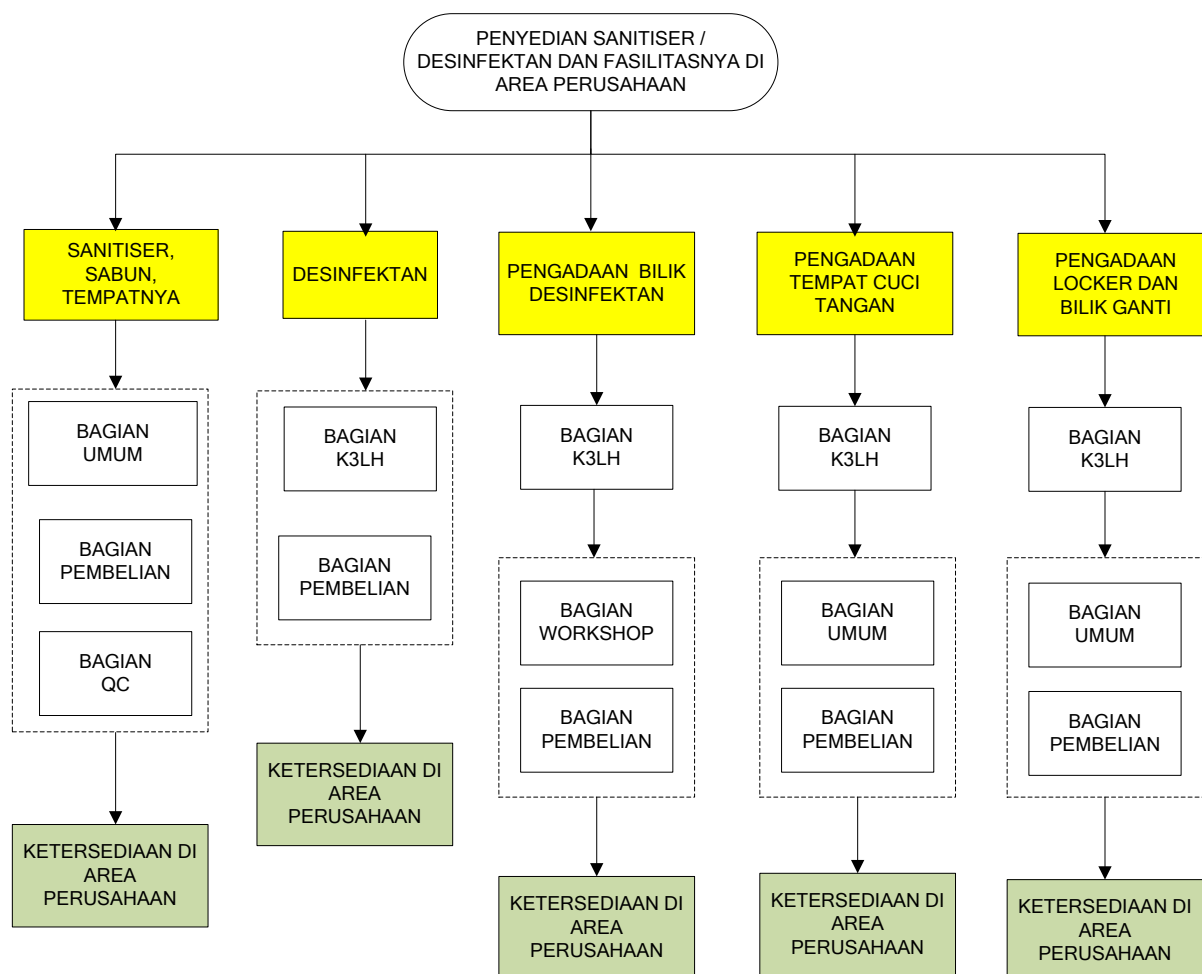 PENYEDIAN SANITISER /
DESINFEKTAN DAN FASILITASNYA DI
AREA PERUSAHAAN
SANITISER,
SABUN,
TEMPATNYA
DESINFEKTAN
PENGADAAN BILIK
DESINFEKTAN
PENGADAAN
TEMPAT CUCI
TANGAN
PENGADAAN
LOCKER DAN
BILIK GANTI
BAGIAN
UMUM
BAGIAN
PEMBELIAN
BAGIAN
QC
KETERSEDIAAN DI
AREA
PERUSAHAAN
BAGIAN
K3LH
BAGIAN
PEMBELIAN
KETERSEDIAAN DI
AREA
PERUSAHAAN
BAGIAN
K3LH
BAGIAN
WORKSHOP
BAGIAN
PEMBELIAN
KETERSEDIAAN DI
AREA
PERUSAHAAN
BAGIAN
K3LH
BAGIAN
UMUM
BAGIAN
PEMBELIAN
KETERSEDIAAN DI
AREA
PERUSAHAAN
BAGIAN
K3LH
BAGIAN
UMUM
BAGIAN
PEMBELIAN
KETERSEDIAAN DI
AREA
PERUSAHAAN